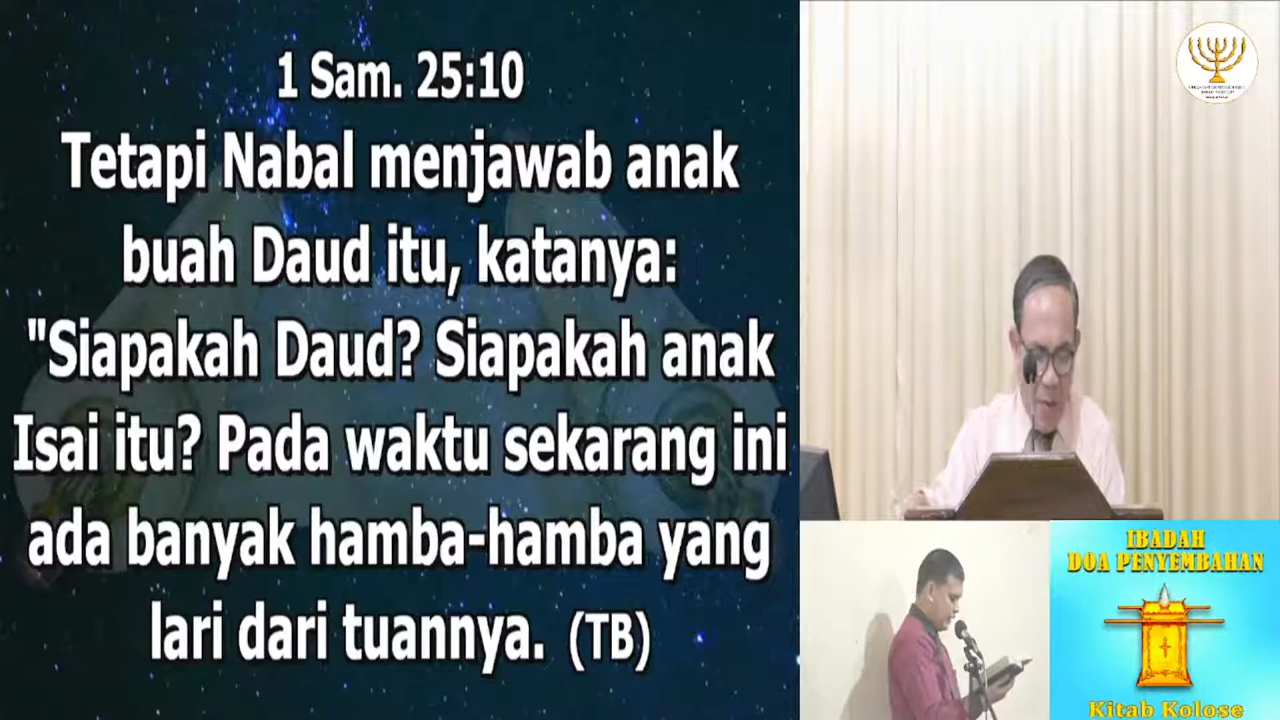 1 Sam. 25:10
Tetapi Nabal menjawab anak
buah Daud itu, katanya:
"Siapakah Daud? Siapakah anak
Isai itu? Pada waktu sekarang ini
ada banyak hamba-hamba yang
lari dari tuannya. (TB)
IBADAH
DOA PENYEMBAHAN
Kitab Kolose